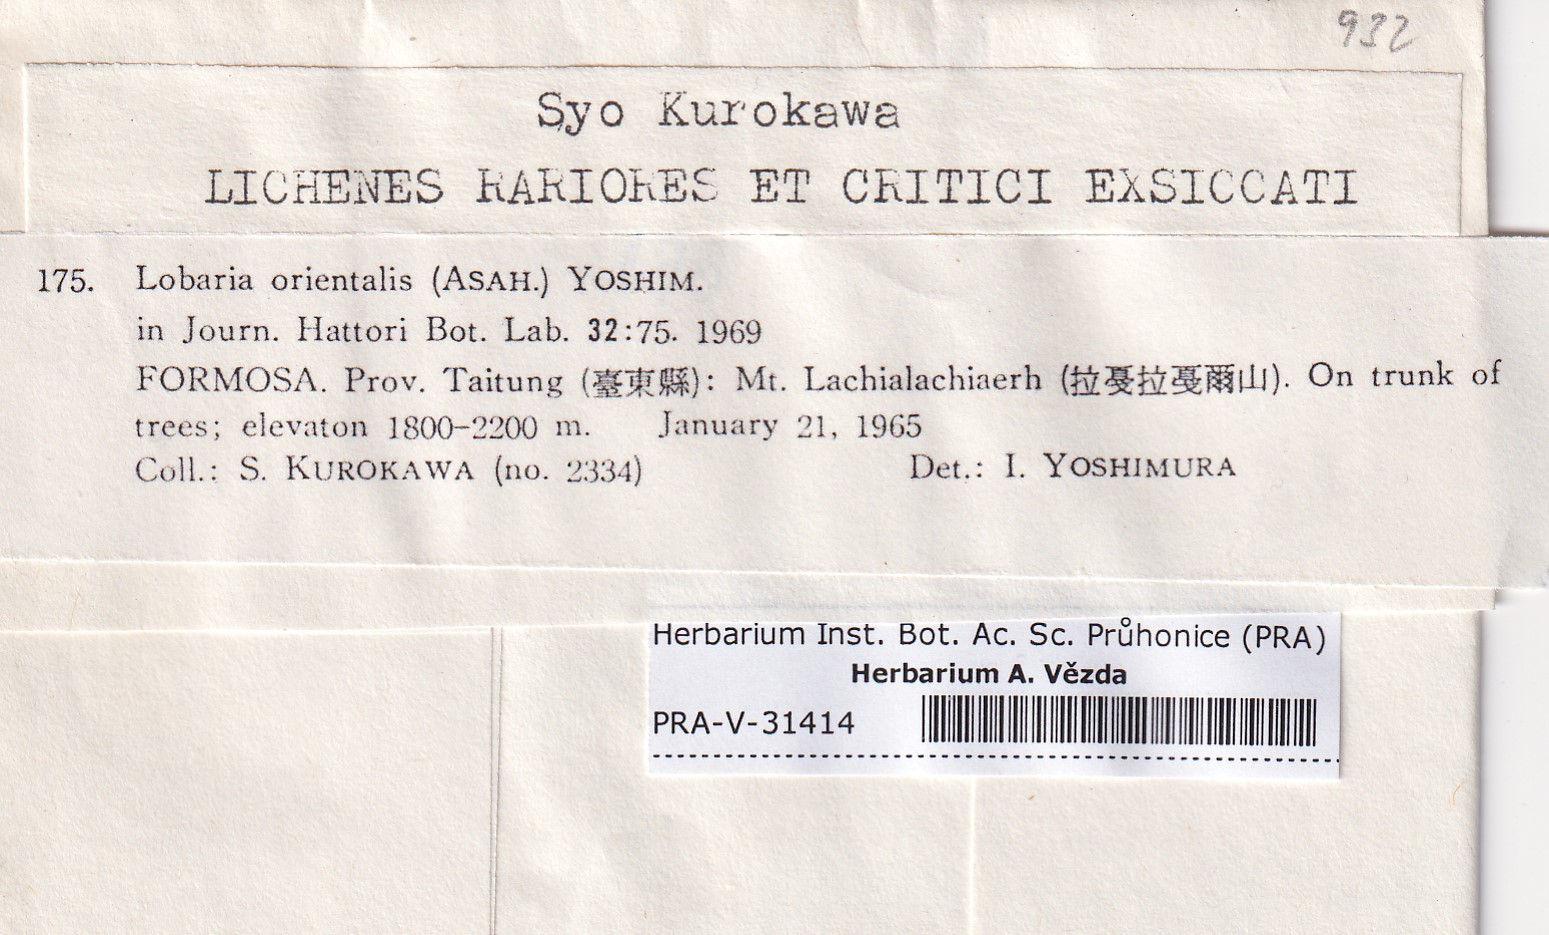 932
Syo Kurokawa
LICHENES RARIORES ET CRITICI EXSICCATI
175. Lobaria orientalis (ASAH.) YOSHIM.
in Journ. Hattori Bot. Lab. 32:75. 1969
FORMOSA. Prov. Taitung (臺東縣): Mt. Lachialachiaerh (拉戞拉戞爾山). On trunk of
trees; elevaton 1800-2200 m. January 21, 1965
Coll.: S. KUROKAWA (no. 2334) Det.: I. YOSHIMURA
Herbarium Inst. Bot. Ac. Sc. Průhonice (PRA)
Herbarium A. Vězda
PRA-V-31414